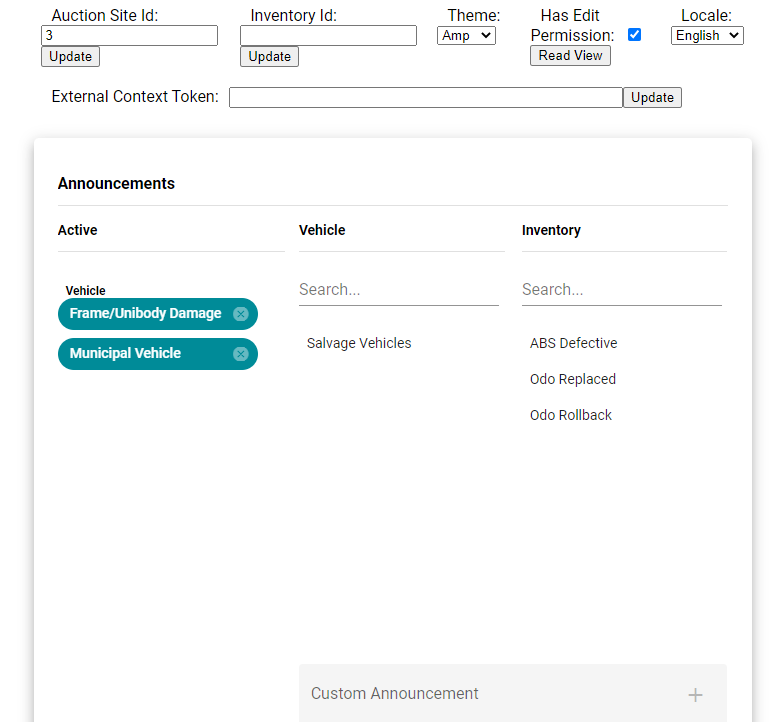 Auction Site Id:
3
Update
Inventory Id:
Update
Theme:
Amp
Has Edit
Permission:
Read View
Locale:
English
External Context Token:
Update
Announcements
Active
Vehicle
Inventory
Vehicle
Frame/Unibody Damage
Municipal Vehicle
Search...
Salvage Vehicles
Search...
ABS Defective
Odo Replaced
Odo Rollback
Custom Announcement